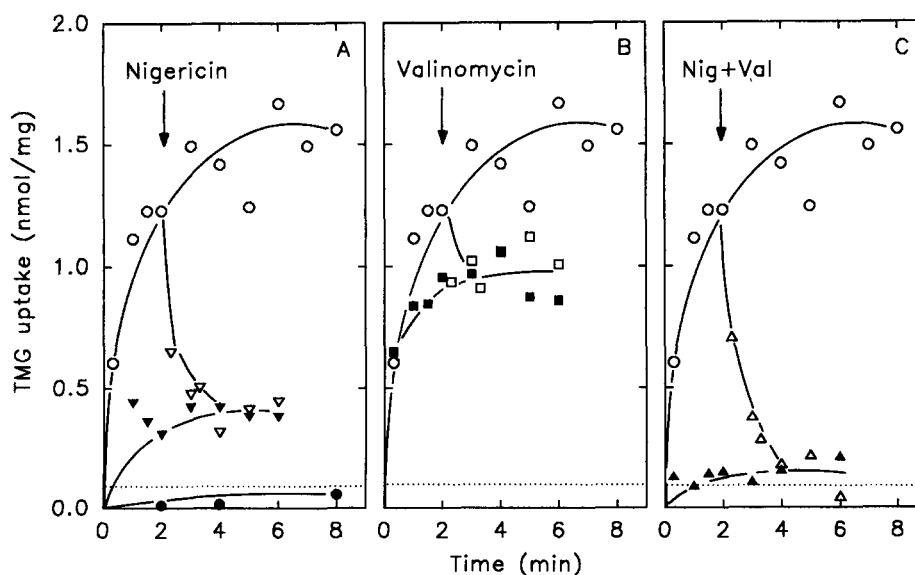 A
B
C
Nigericin
Valinomycin
Nig+Val
TMG uptake (nmol/mg)
2.0
1.5
1.0
0.5
0.0
0 2 4 6 8
0 2 4 6 8
0 2 4 6 8
Time (min)